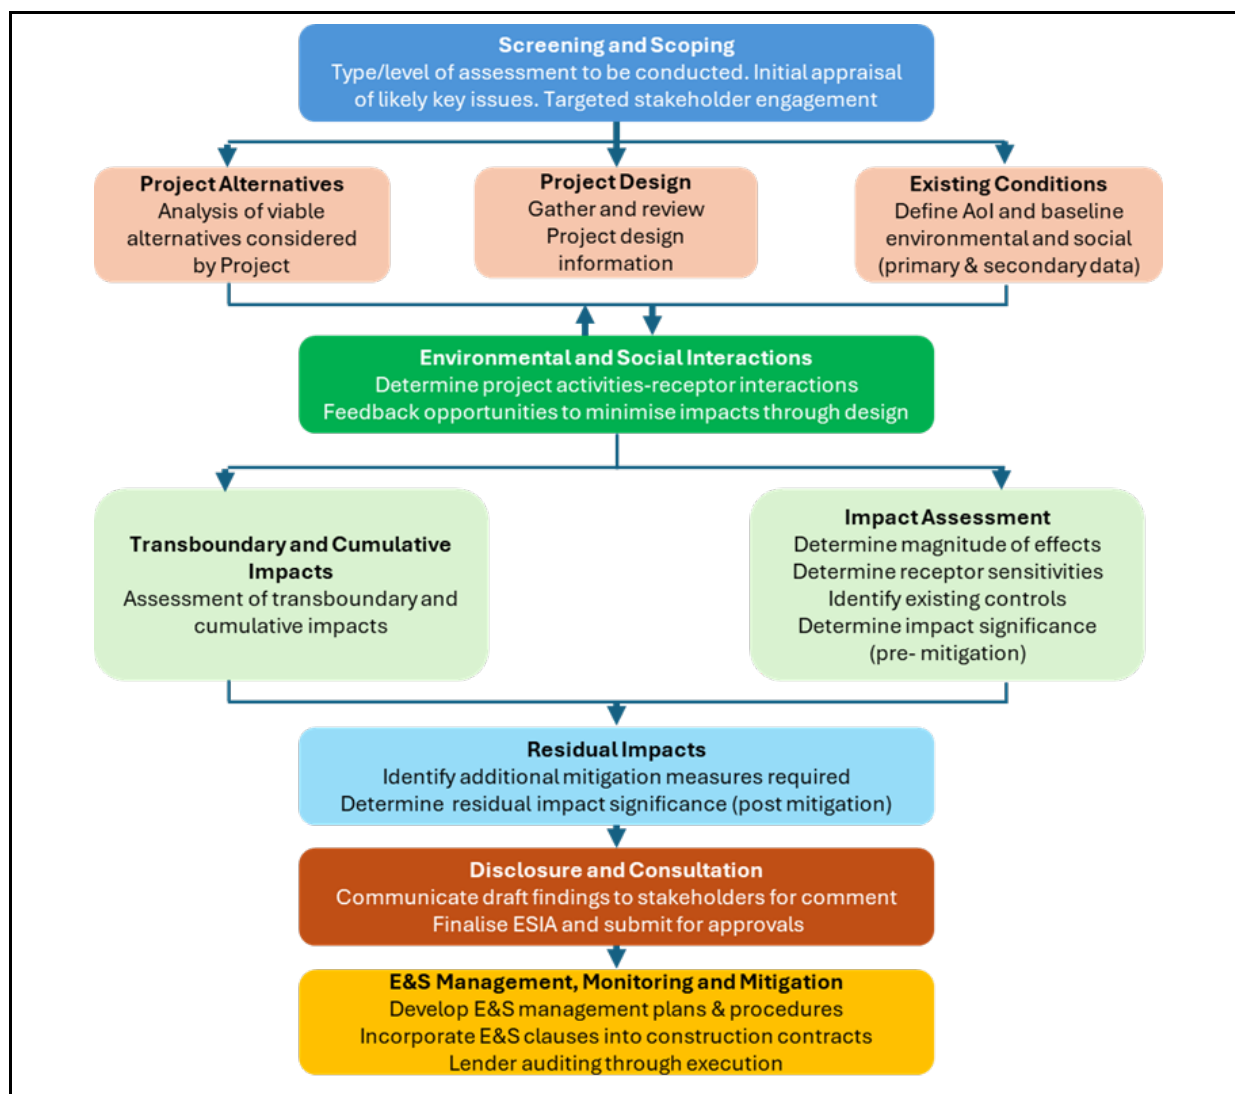 Screening and Scoping
Type/level of assessment to be conducted. Initial appraisal
of likely key issues. Targeted stakeholder engagement
Project Alternatives
Analysis of viable
alternatives considered
by Project
Project Design
Gather and review
Project design
information
Existing Conditions
Define AoI and baseline
environmental and social
(primary & secondary data)
Environmental and Social Interactions
Determine project activities-receptor interactions
Feedback opportunities to minimise impacts through design
Transboundary and Cumulative
Impacts
Assessment of transboundary and
cumulative impacts
Impact Assessment
Determine magnitude of effects
Determine receptor sensitivities
Identify existing controls
Determine impact significance
(pre- mitigation)
Residual Impacts
Identify additional mitigation measures required
Determine residual impact significance (post mitigation)
Disclosure and Consultation
Communicate draft findings to stakeholders for comment
Finalise ESIA and submit for approvals
E&S Management, Monitoring and Mitigation
Develop E&S management plans & procedures
Incorporate E&S clauses into construction contracts
Lender auditing through execution